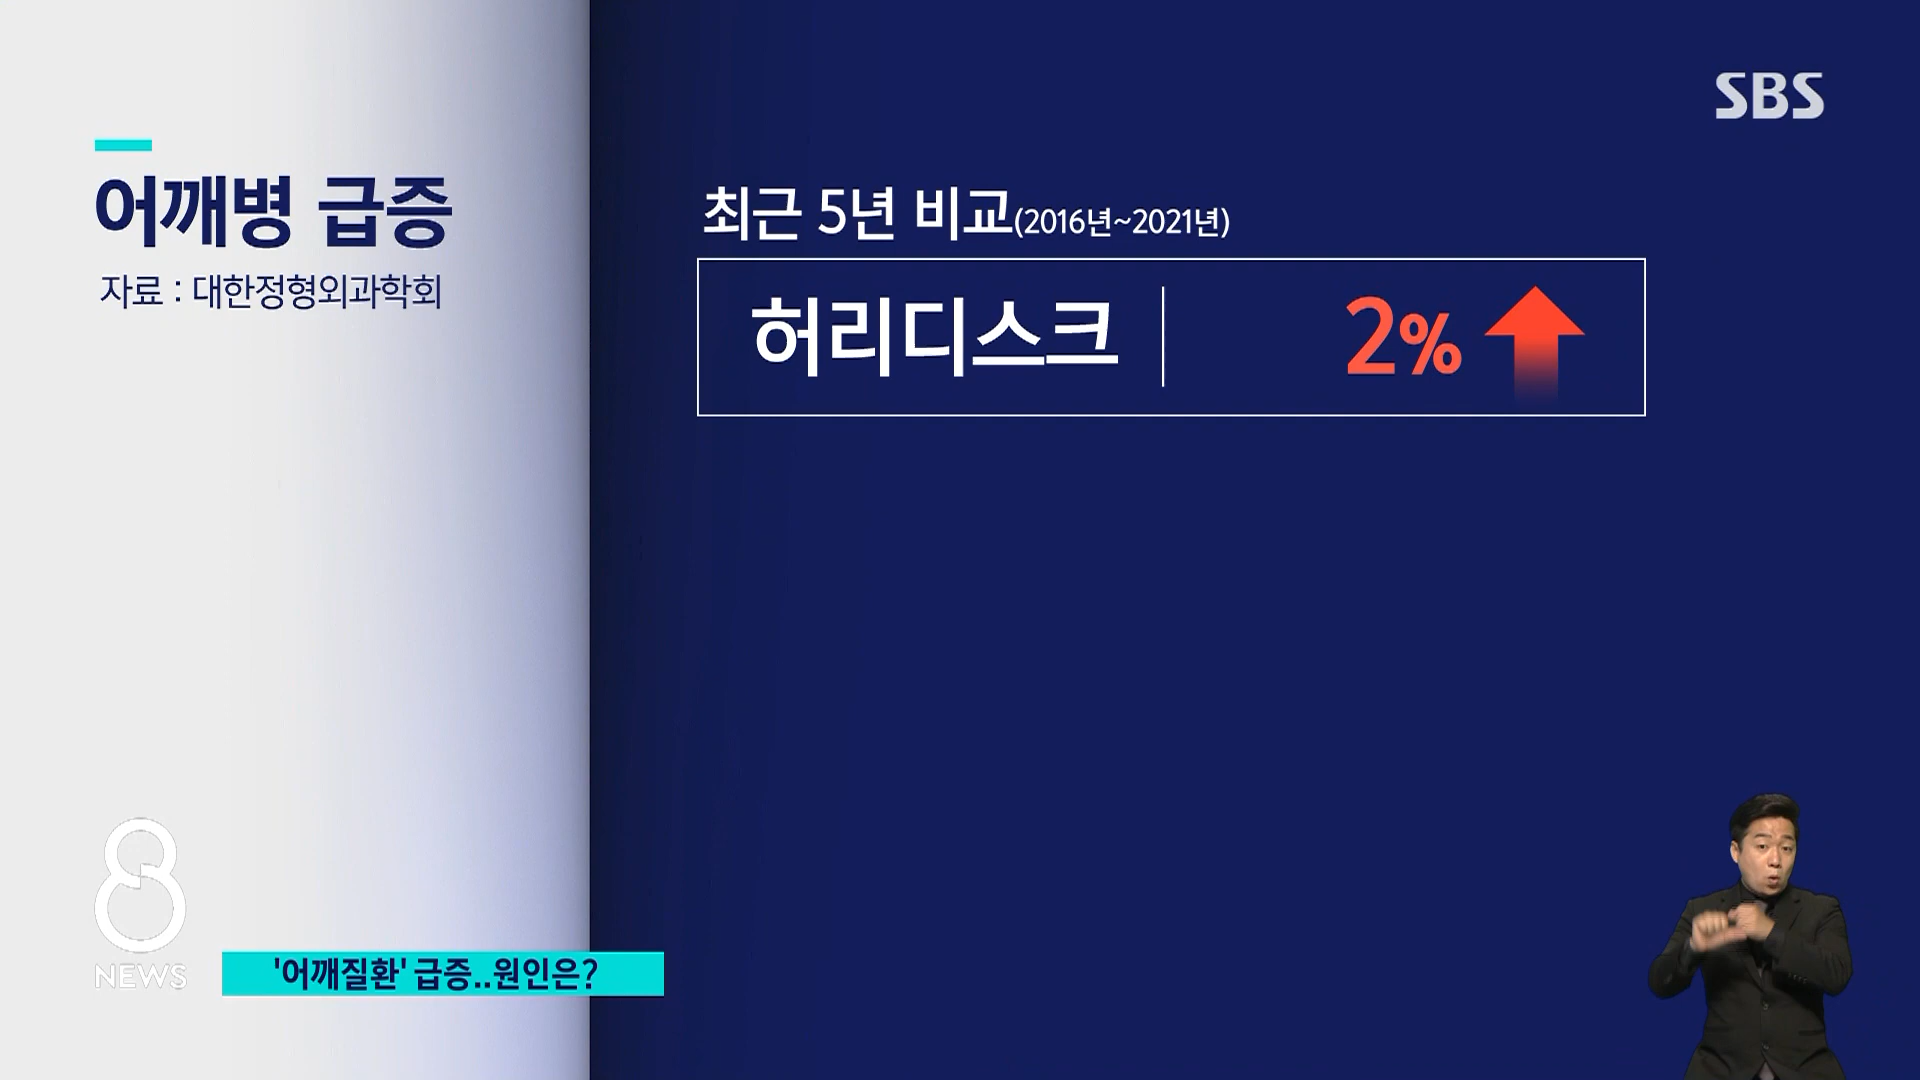 SBS
어깨병 급증
자료 : 대한정형외과학회
최근 5년 비교(2016년~2021년)
허리디스크 2%
8
NEWS
'어깨질환' 급증..원인은?